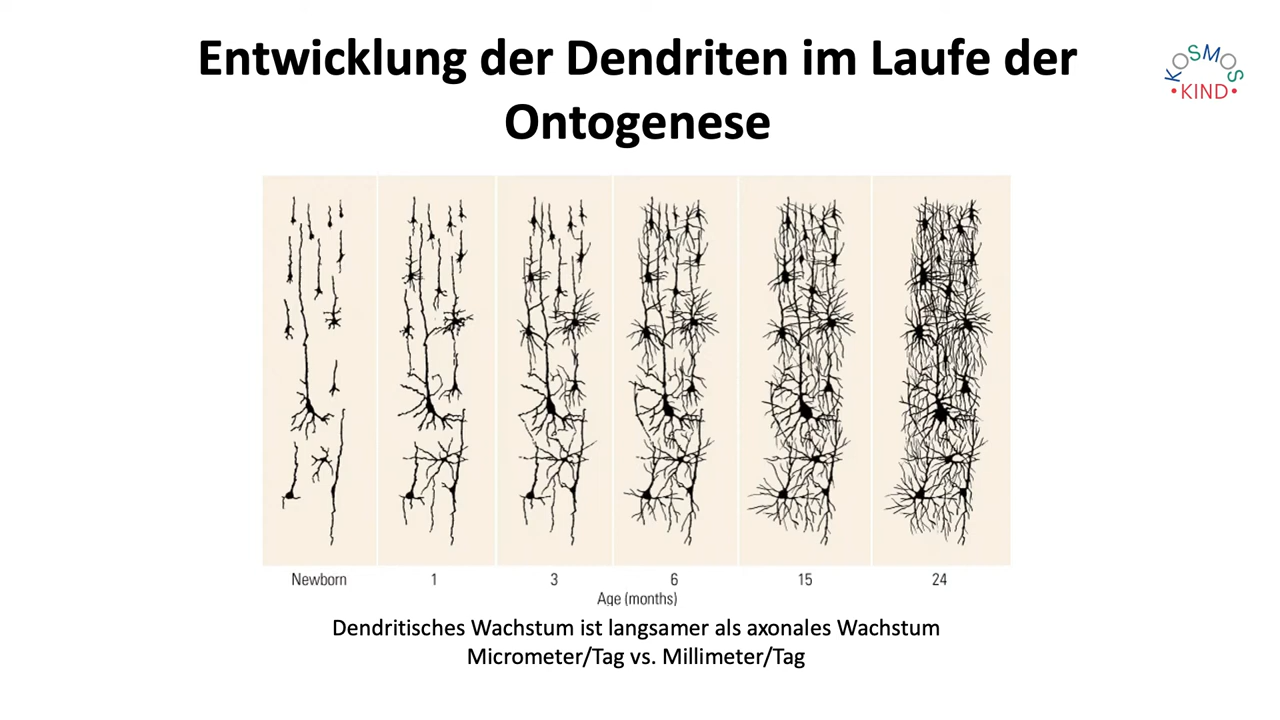 Entwicklung der Dendriten im Laufe der
Ontogenese
KOSMOS
•KIND•
Newborn 1 3 6 15 24
Age (months)
Dendritisches Wachstum ist langsamer als axonales Wachstum
Micrometer/Tag vs. Millimeter/Tag